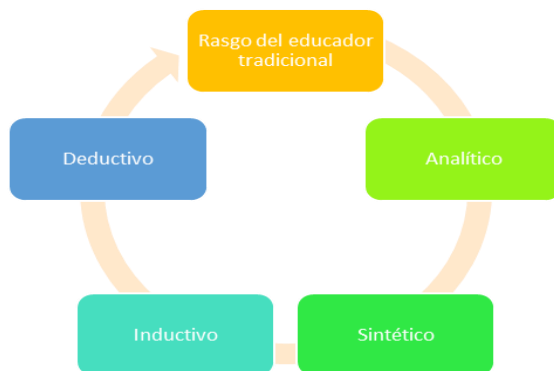 Rasgo del educador
tradicional
Analítico
Sintético
Inductivo
Deductivo